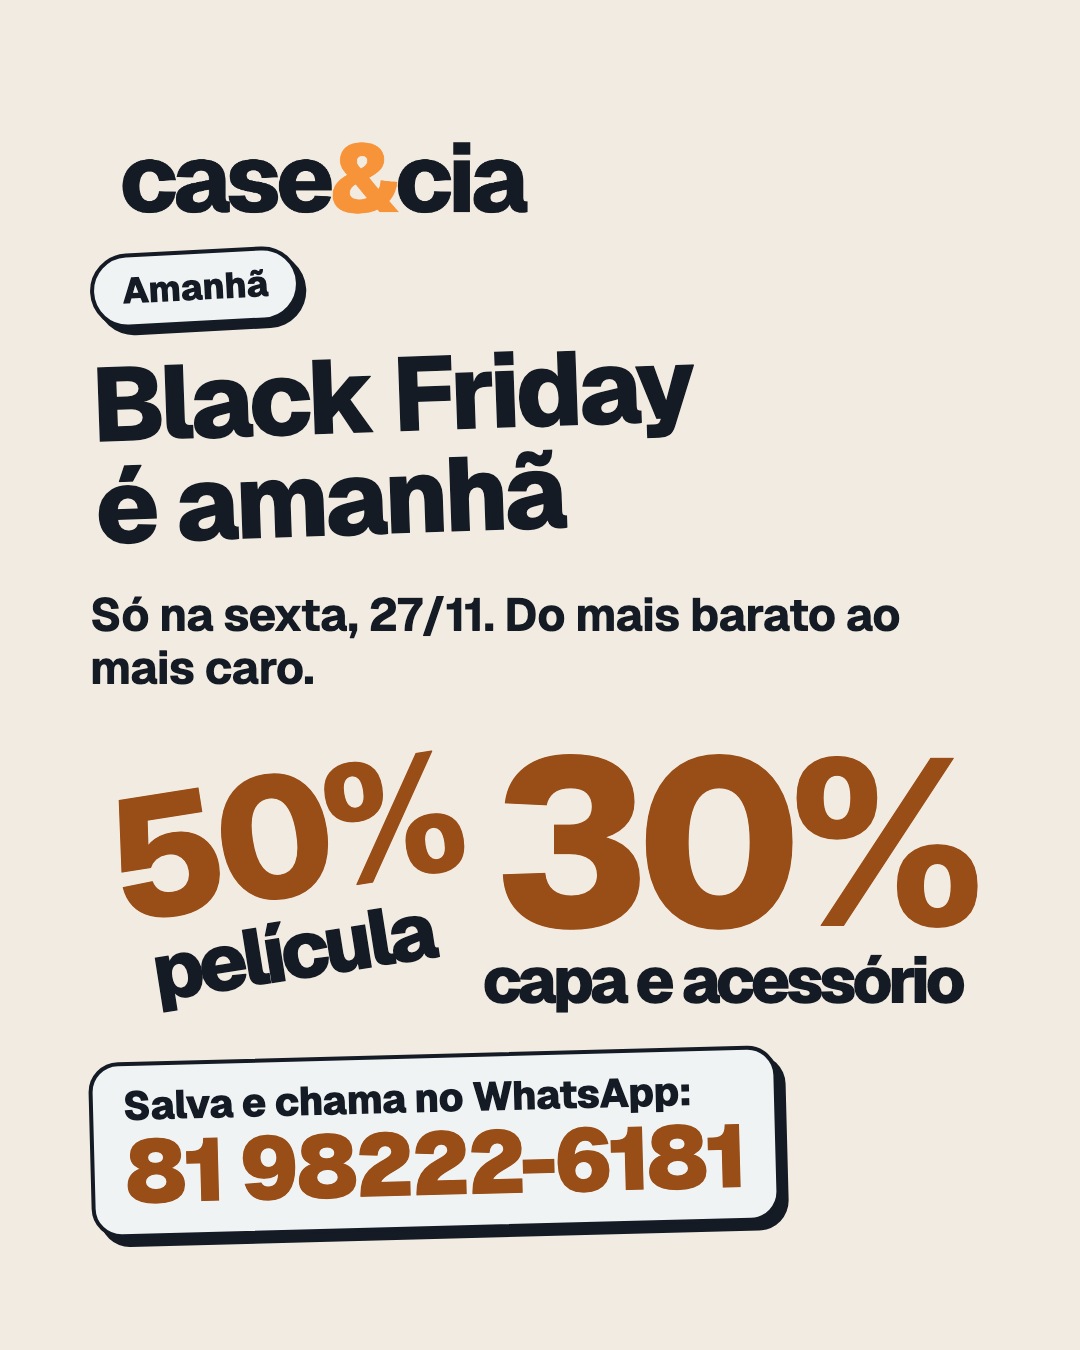 case&cia
Amanhã
Black Friday
é amanhã
Só na sexta, 27/11. Do mais barato ao
mais caro.
50%
película
30%
capa e acessório
Salva e chama no WhatsApp:
81 98222-6181